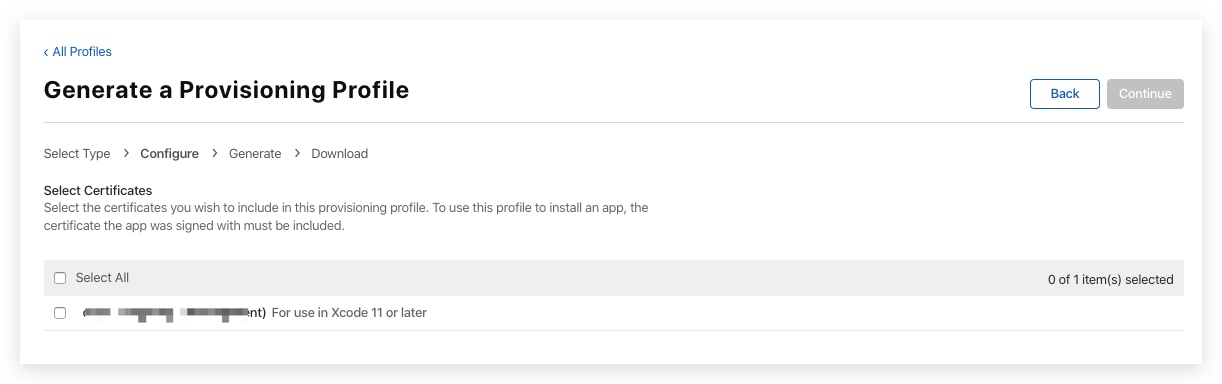 ‹ All Profiles
Generate a Provisioning Profile
Back
Continue
Select Type > Configure > Generate > Download
Select Certificates
Select the certificates you wish to include in this provisioning profile. To use this profile to install an app, the
certificate the app was signed with must be included.
Select All
0 of 1 item(s) selected
For use in Xcode 11 or later